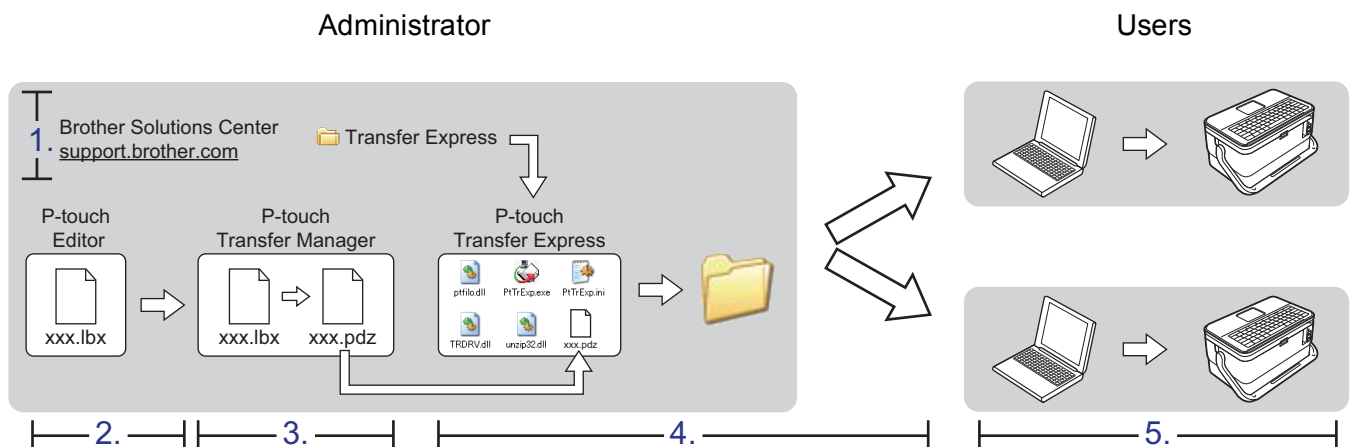 Administrator
Users
1.
Brother Solutions Center
support.brother.com
Transfer Express
P-touch
Editor
xxx.lbx
P-touch
Transfer Manager
xxx.lbx
xxx.pdz
P-touch
Transfer Express
ptfilo.dll
PtTrExp.exe
PtTrExp.ini
TRDRV.dll
unzip32.dll
xxx.pdz
2.
3.
4.
5.